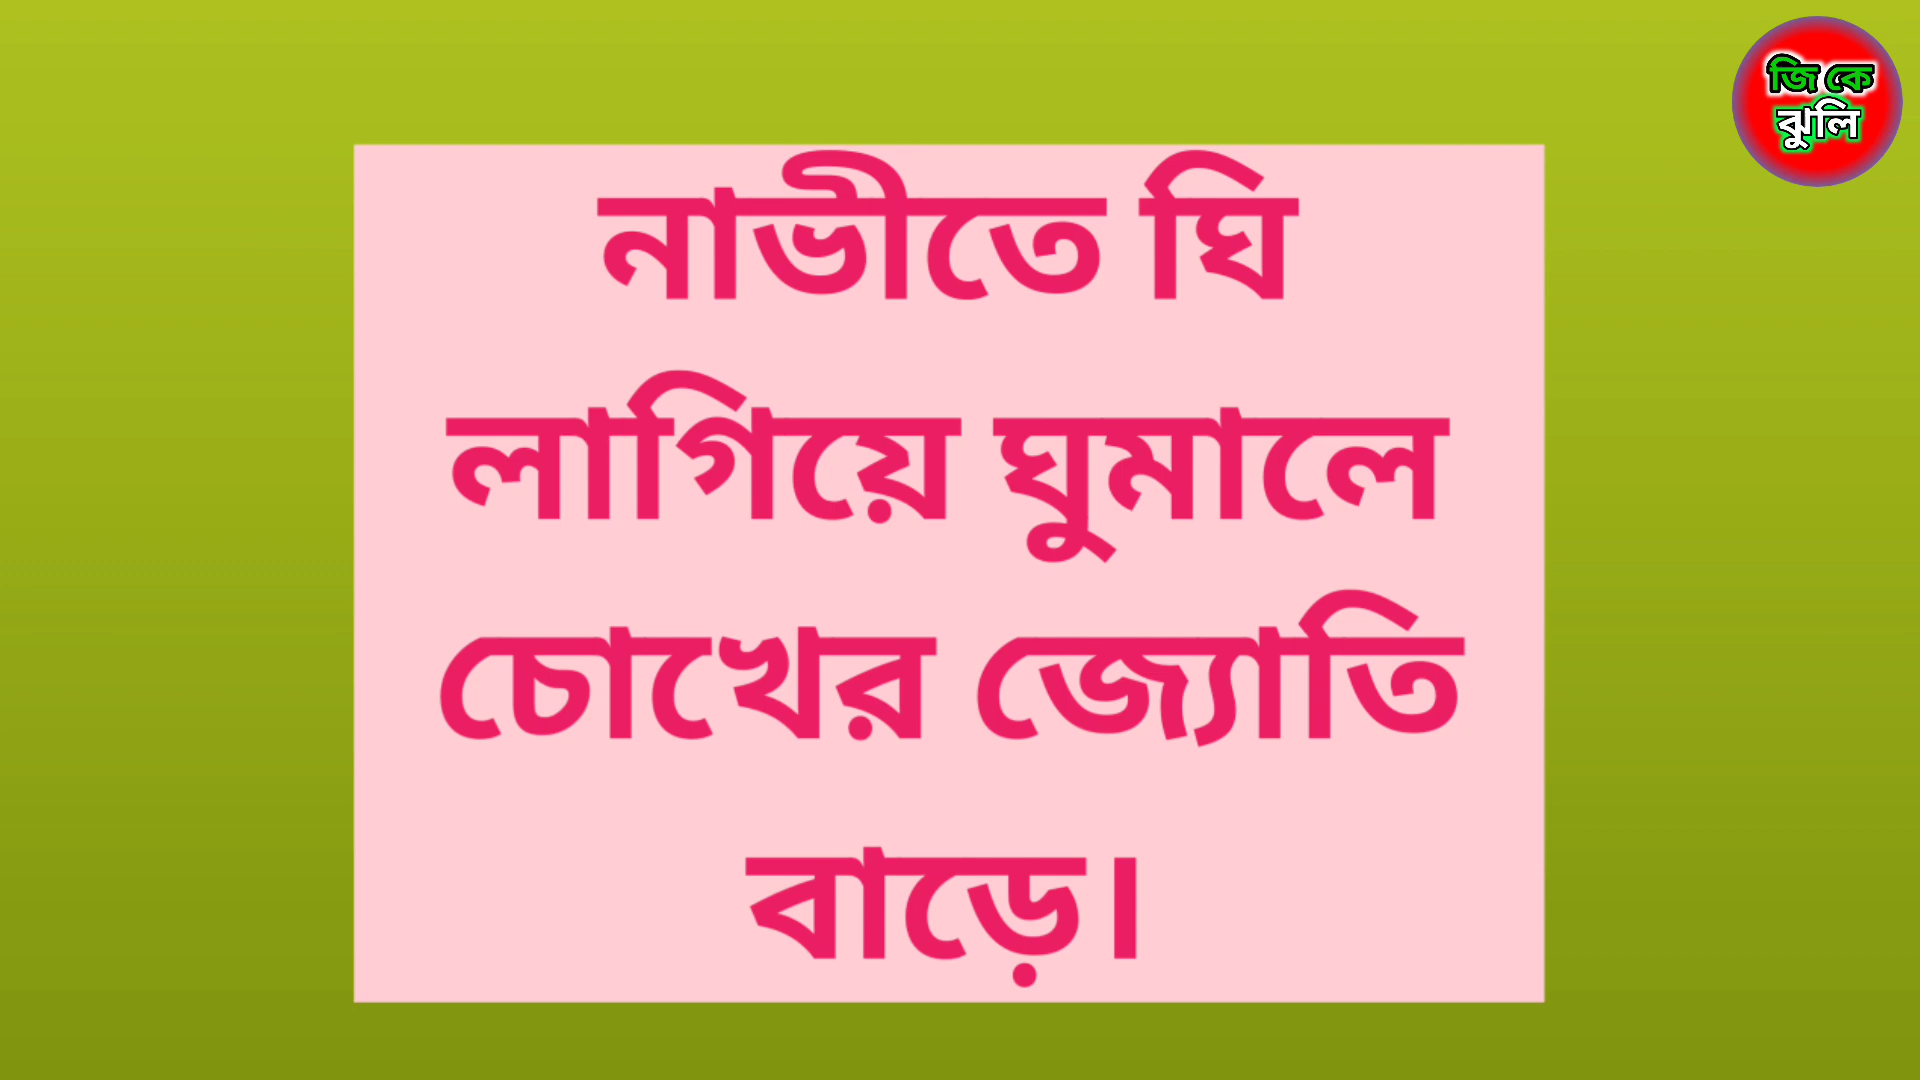 জি কে
ঝুলি
নাভীতে ঘি
লাগিয়ে ঘুমালে
চোখের জ্যোতি
বাড়ে।